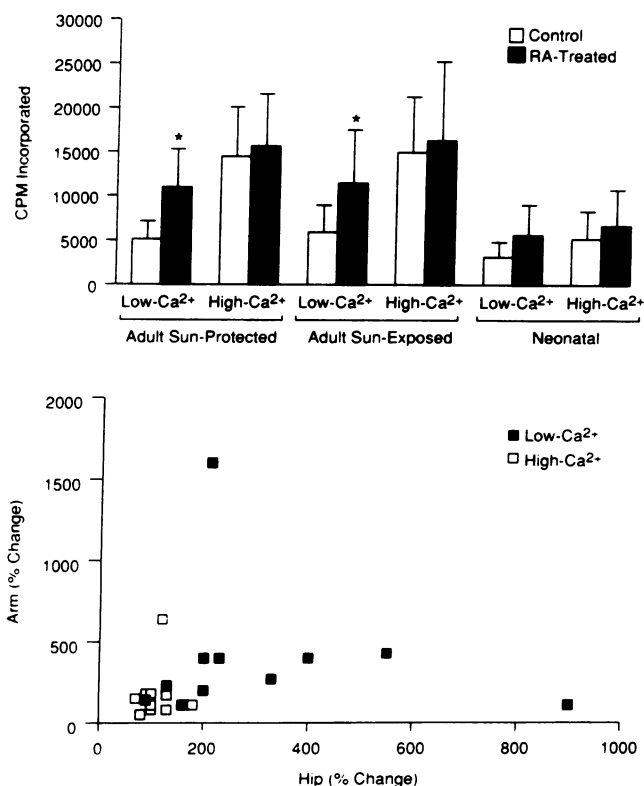 30000
25000
20000
15000
10000
5000
0
CPM Incorporated
Control
RA-Treated
*
*
Low-Ca²⁺ High-Ca²⁺ Low-Ca²⁺ High-Ca²⁺ Low-Ca²⁺ High-Ca²⁺
Adult Sun-Protected Adult Sun-Exposed Neonatal
2000
1500
1000
500
0
Arm (% Change)
Low-Ca²⁺
High-Ca²⁺
0 200 400 600 800 1000
Hip (% Change)